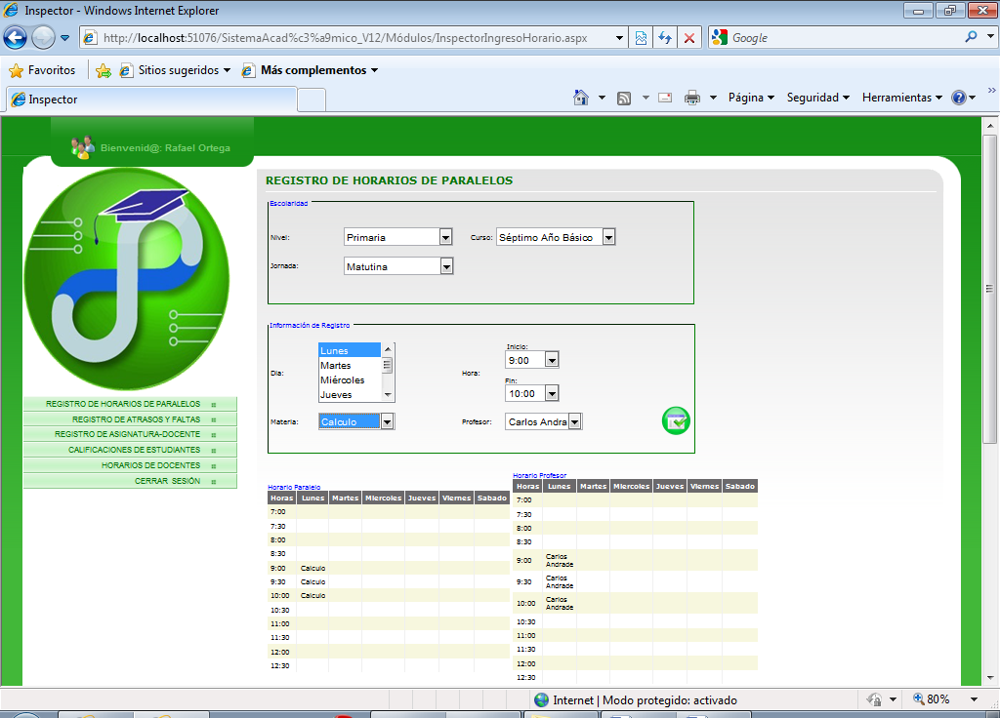 Inspector - Windows Internet Explorer
http://localhost:51076/SistemaAcad%c3%a9mico_V12/Módulos/InspectorIngresoHorario.aspx
Google
Favoritos
Sitios sugeridos
Más complementos
Inspector
Página
Seguridad
Herramientas
Bienvenid@: Rafael Ortega
REGISTRO DE HORARIOS DE PARALELOS
Escolaridad
Nivel: Primaria Curso: Séptimo Año Básico
Jornada: Matutina
Información de Registro
Dia:
Lunes
Martes
Miércoles
Jueves
Hora:
Inicio:
9:00
Fin:
10:00
Materia: Calculo Profesor: Carlos Andra
REGISTRO DE HORARIOS DE PARALELOS
REGISTRO DE ATRASOS Y FALTAS
REGISTRO DE ASIGNATURA-DOCENTE
CALIFICACIONES DE ESTUDIANTES
HORARIOS DE DOCENTES
CERRAR SESIÓN
Horario Paralelo
Horas Lunes Martes Miercoles Jueves Viernes Sabado
7:00
7:30
8:00
8:30
9:00 Calculo
9:30 Calculo
10:00 Calculo
10:30
11:00
11:30
12:00
12:30
Horario Profesor
Horas Lunes Martes Miercoles Jueves Viernes Sabado
7:00
7:30
8:00
8:30
9:00 Carlos Andrade
9:30 Carlos Andrade
10:00 Carlos Andrade
10:30
11:00
11:30
12:00
12:30
Internet | Modo protegido: activado
80%